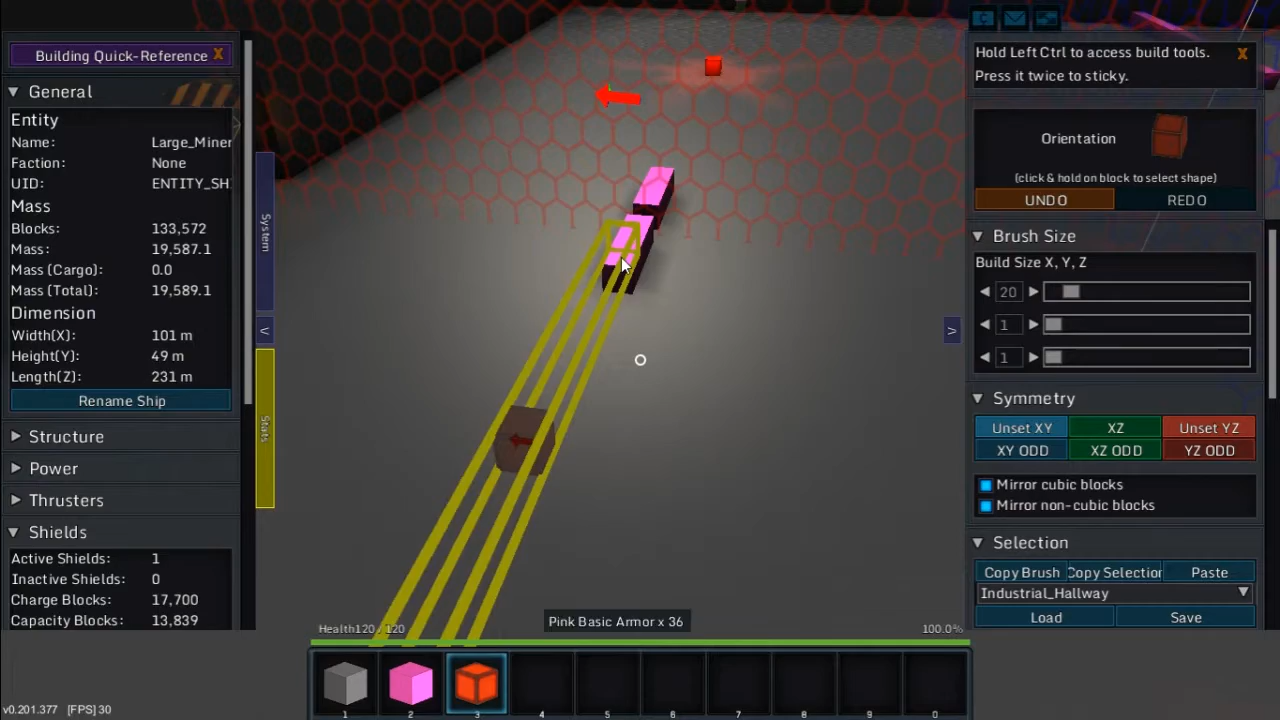 Building Quick-Reference X
General
Entity
Name: Large_Miner
Faction: None
UID: ENTITY_SH
Mass
Blocks: 133,572
Mass: 19,587.1
Mass (Cargo): 0.0
Mass (Total): 19,589.1
Dimension
Width(X): 101 m
Height(Y): 49 m
Length(Z): 231 m
Rename Ship
Structure
Power
Thrusters
Shields
Active Shields: 1
Inactive Shields: 0
Charge Blocks: 17,700
Capacity Blocks: 13,839
System
<
Stats
>
Hold Left Ctrl to access build tools. X
Press it twice to sticky.
Orientation
(click & hold on block to select shape)
UNDO REDO
Brush Size
Build Size X, Y, Z
20
1
1
Symmetry
Unset XY XZ Unset YZ
XY ODD XZ ODD YZ ODD
Mirror cubic blocks
Mirror non-cubic blocks
Selection
Copy Brush Copy Selection Paste
Industrial_Hallway
Load Save
Pink Basic Armor x 36
Health120 / 120 100.0%
1 2 3 4 5 6 7 8 9 0
v0.201.377 [FPS] 30